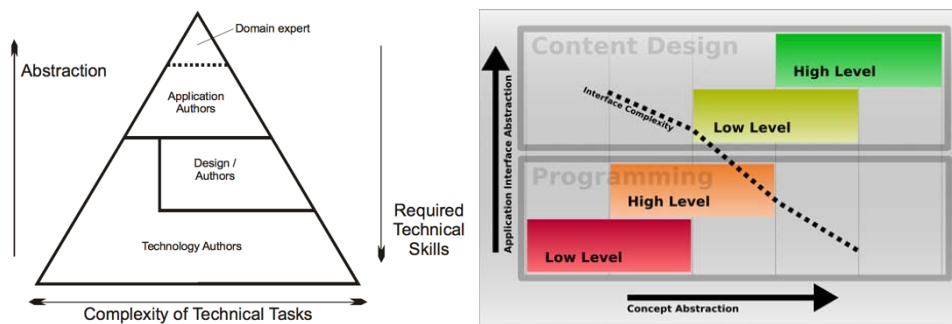 Domain expert
Abstraction
Application
Authors
Design /
Authors
Technology Authors
Required
Technical
Skills
Complexity of Technical Tasks
Content Design
High Level
Interface Complexity
Low Level
Application Interface Abstraction
Programming
High Level
Low Level
Concept Abstraction